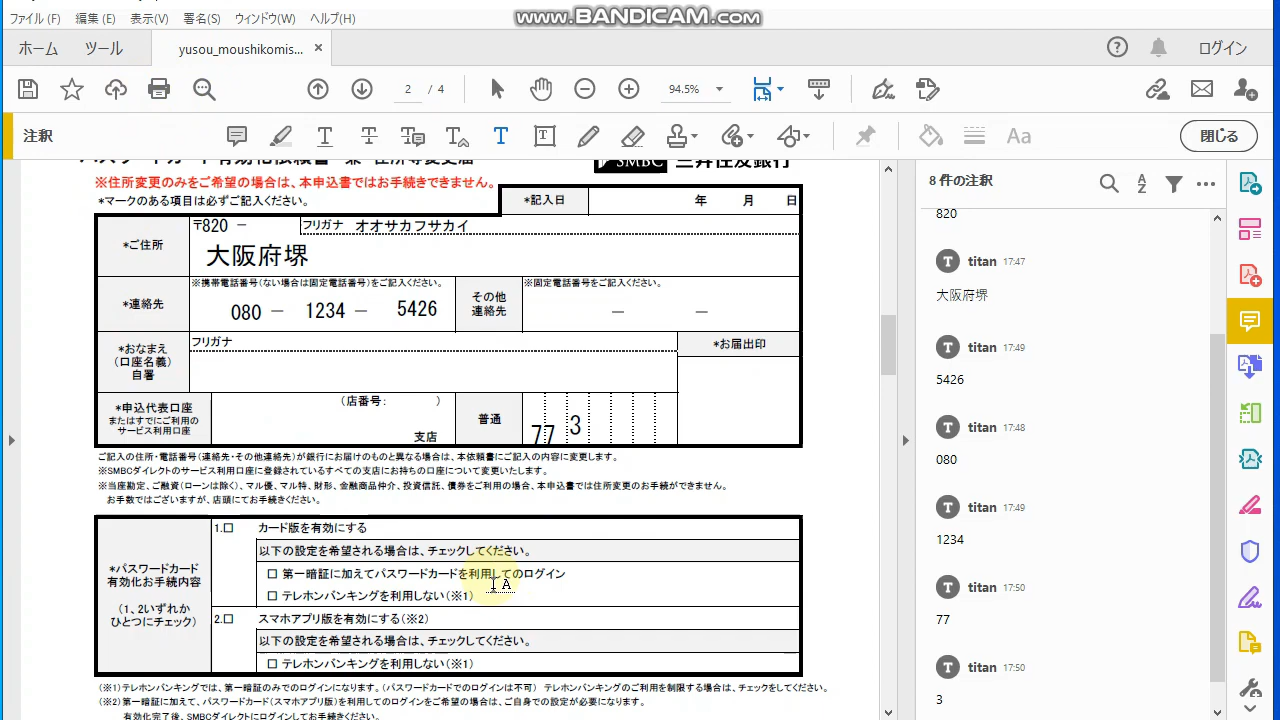 ファイル(F) 編集(E) 表示(V) 署名(S) ウィンドウ(W) ヘルプ(H)
www.BANDICAM.com
ホーム ツール yusou_moushikomis... × ログイン
2 / 4 94.5%
注釈 閉じる
パスワードカード有効化依頼書 兼 住所等変更届 SMBC 三井住友銀行
※住所変更のみをご希望の場合は、本申込書ではお手続きできません。
*マークのある項目は必ずご記入ください。
*記入日 年 月 日
*ご住所 〒820 － フリガナ オオサカフサカイ
大阪府堺
*連絡先 ※携帯電話番号(ない場合は固定電話番号)をご記入ください。
080 － 1234 － 5426
その他
連絡先
※固定電話番号をご記入ください。
－ －
*おなまえ
(口座名義)
自署
フリガナ
*お届出印
*申込代表口座
またはすでにご利用の
サービス利用口座
(店番号: )
支店
普通
77 3
ご記入の住所・電話番号(連絡先・その他連絡先)が銀行にお届けのものと異なる場合は、本依頼書にご記入の内容に変更します。
※SMBCダイレクトのサービス利用口座に登録されているすべての支店にお持ちの口座について変更いたします。
※当座勘定、ご融資(ローンは除く)、マル優、マル特、財形、金融商品仲介、投資信託、債券をご利用の場合、本申込書では住所変更のお手続ができません。
お手数ではございますが、店頭にてお手続きください。
*パスワードカード
有効化お手続内容
(1、2いずれか
ひとつにチェック)
1.□ カード版を有効にする
以下の設定を希望される場合は、チェックしてください。
□ 第一暗証に加えてパスワードカードを利用してのログイン
□ テレホンバンキングを利用しない(※1)
2.□ スマホアプリ版を有効にする(※2)
以下の設定を希望される場合は、チェックしてください。
□ テレホンバンキングを利用しない(※1)
(※1)テレホンバンキングでは、第一暗証のみでのログインになります。(パスワードカードでのログインは不可) テレホンバンキングのご利用を制限する場合は、チェックをしてください。
(※2)第一暗証に加えて、パスワードカード(スマホアプリ版)を利用してのログインをご希望の場合は、ご自身での設定が必要になります。
有効化完了後、SMBCダイレクトにログインしてお手続きください。
8 件の注釈
820
T titan 17:47
大阪府堺
T titan 17:49
5426
T titan 17:48
080
T titan 17:49
1234
T titan 17:50
77
T titan 17:50
3